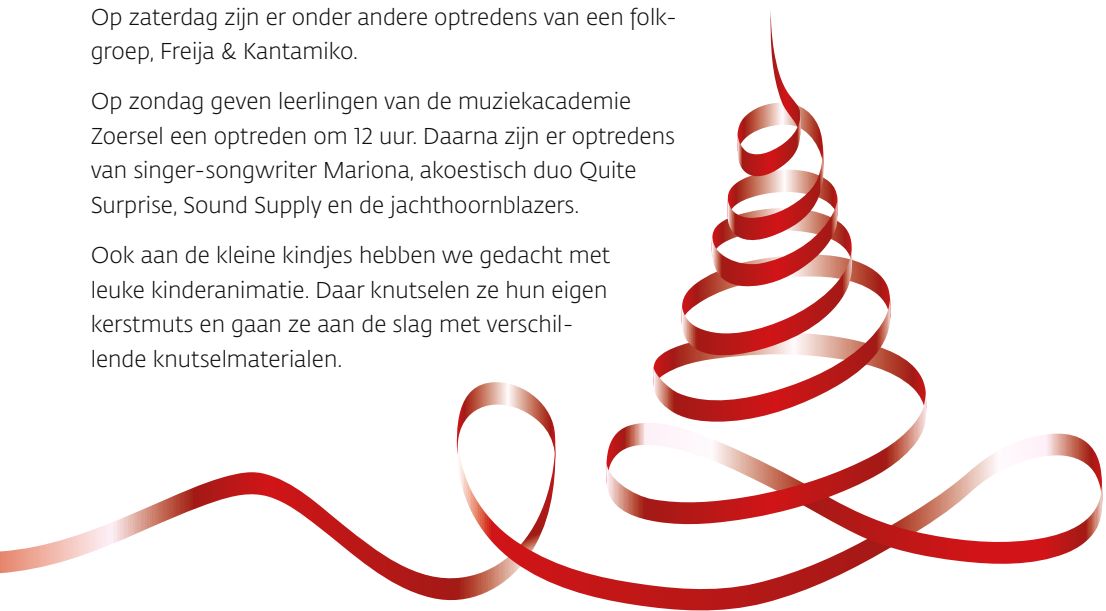 Op zaterdag zijn er onder andere optredens van een folk-
groep, Freija & Kantamiko.
Op zondag geven leerlingen van de muziekacademie
Zoersel een optreden om 12 uur. Daarna zijn er optredens
van singer-songwriter Mariona, akoestisch duo Quite
Surprise, Sound Supply en de jachthoornblazers.
Ook aan de kleine kindjes hebben we gedacht met
leuke kinderanimatie. Daar knutselen ze hun eigen
kerstmuts en gaan ze aan de slag met verschil-
lende knutselmaterialen.